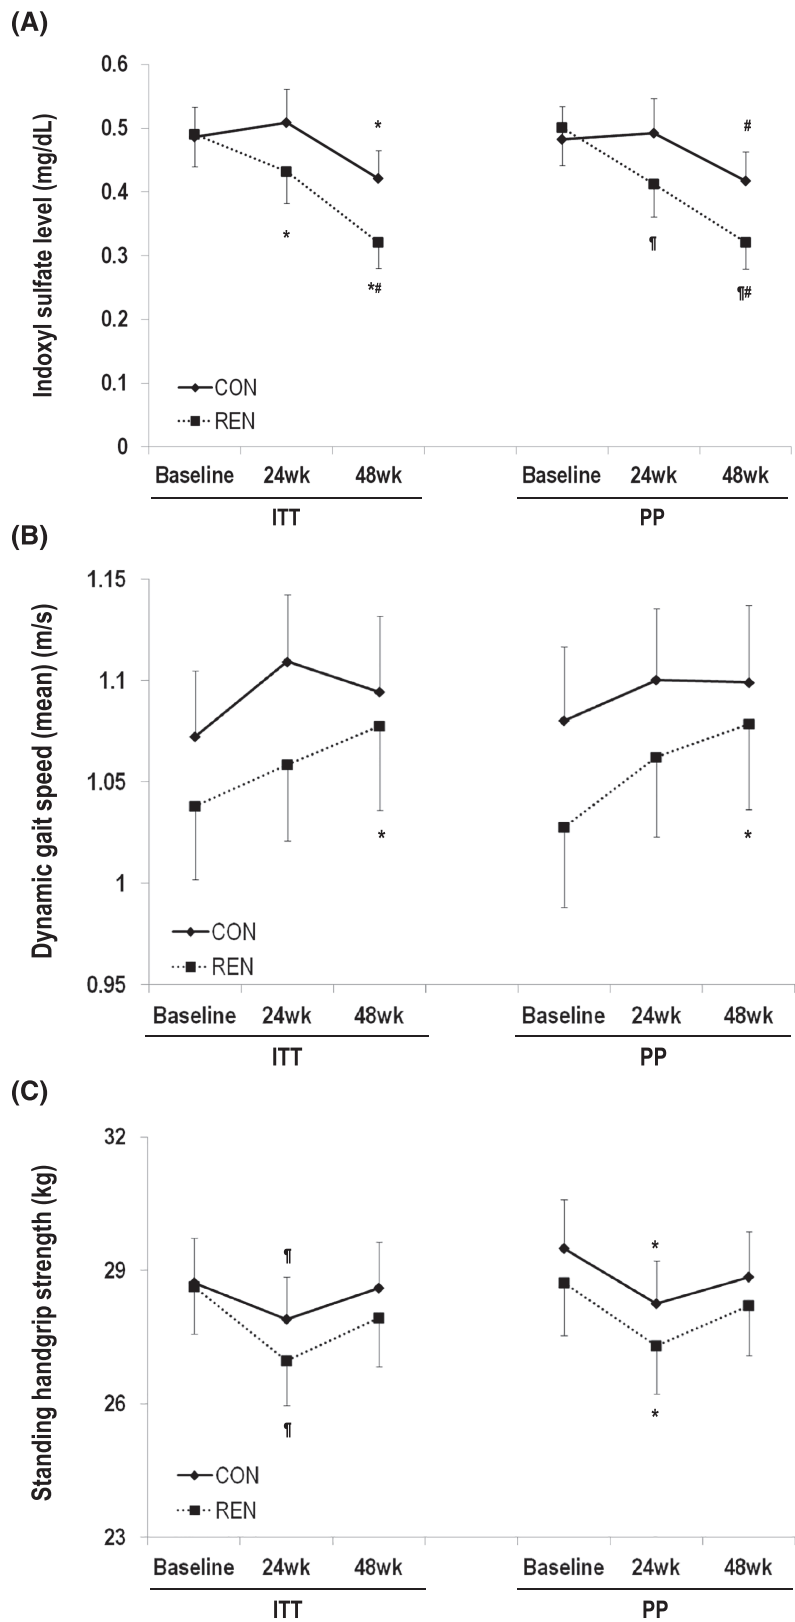 (A)
Indoxyl sulfate level (mg/dL)
0.6
0.5
0.4
0.3
0.2
0.1
0
*
*
*#
#
¶
¶#
CON
REN
Baseline 24wk 48wk Baseline 24wk 48wk
ITT PP
(B)
Dynamic gait speed (mean) (m/s)
1.15
1.1
1.05
1
0.95
*
*
CON
REN
Baseline 24wk 48wk Baseline 24wk 48wk
ITT PP
(C)
Standing handgrip strength (kg)
32
29
26
23
¶
¶
*
*
CON
REN
Baseline 24wk 48wk Baseline 24wk 48wk
ITT PP